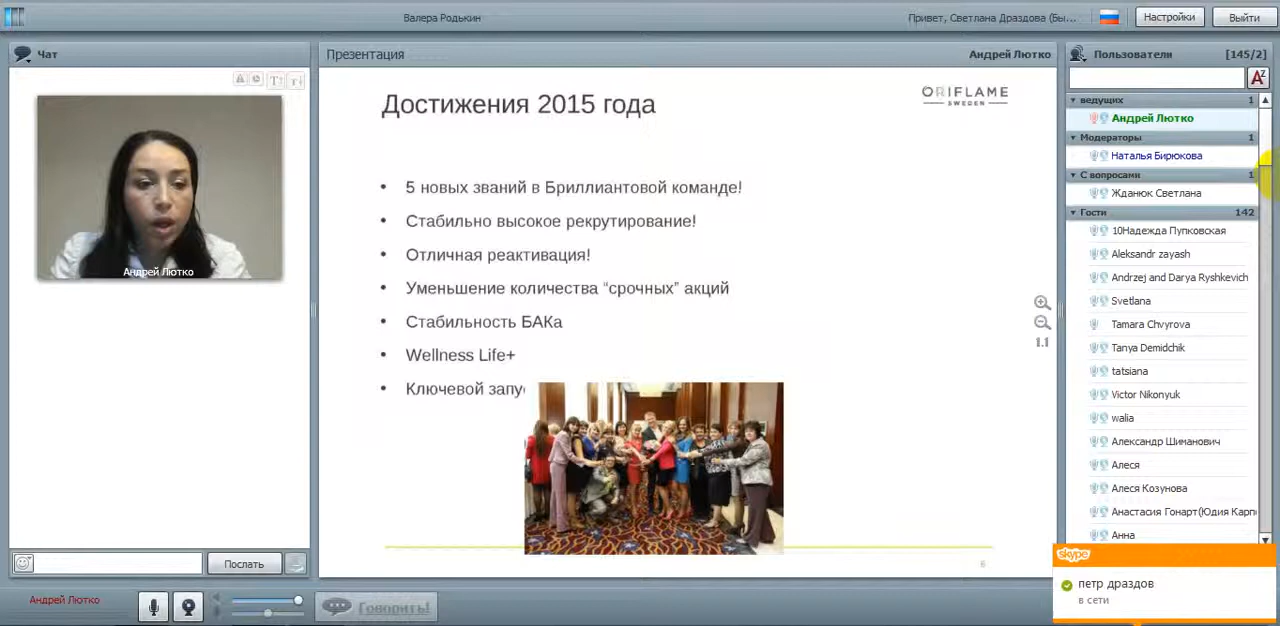 Валера Родькин
Привет, Светлана Драздова (Бы...
Настройки
Выйти
Чат
Андрей Лютко
Послать
Презентация
Андрей Лютко
Достижения 2015 года
ORIFLAME
SWEDEN
• 5 новых званий в Бриллиантовой команде!
• Стабильно высокое рекрутирование!
• Отличная реактивация!
• Уменьшение количества “срочных” акций
• Стабильность БАКа
• Wellness Life+
• Ключевой запу
6
1.1
Пользователи [145/2]
ведущих 1
Андрей Лютко
Модераторы 1
Наталья Бирюкова
С вопросами 1
Жданюк Светлана
Гости 142
10Надежда Пупковская
Aleksandr zayash
Andrzej and Darya Ryshkevich
Svetlana
Tamara Chvyrova
Tanya Demidchik
tatsiana
Victor Nikonyuk
walia
Александр Шиманович
Алеся
Алеся Козунова
Анастасия Гонарт(Юдия Карп
Анна
skype
петр драздов
в сети
Андрей Лютко
Говорить!